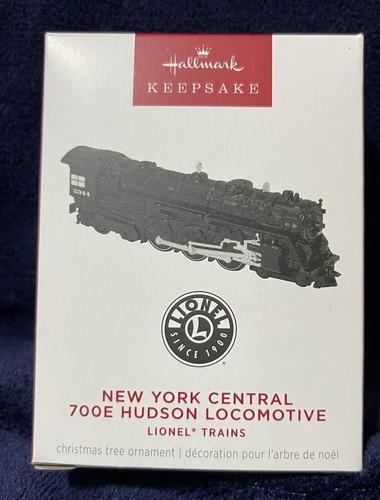 Hallmark
KEEPSAKE
5344
LIONEL
L
SINCE 1900
®
NEW YORK CENTRAL
700E HUDSON LOCOMOTIVE
LIONEL® TRAINS
christmas tree ornament | décoration pour l'arbre de noël